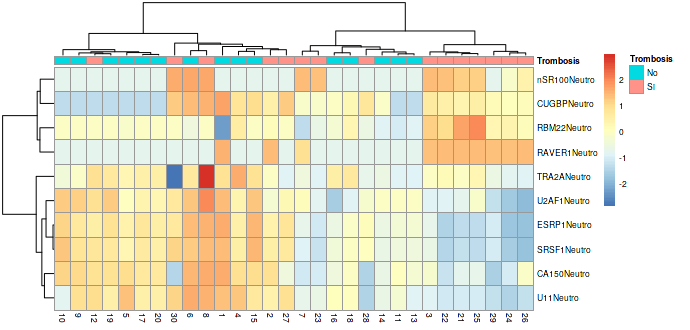 Trombosis
nSR100Neutro
CUGBPNeutro
RBM22Neutro
RAVER1Neutro
TRA2ANeutro
U2AF1Neutro
ESRP1Neutro
SRSF1Neutro
CA150Neutro
U11Neutro
10 9 12 19 5 17 20 30 6 8 1 4 15 2 27 7 23 16 18 28 14 11 13 3 22 21 25 29 24 26
2
1
0
-1
-2
Trombosis
No
SI